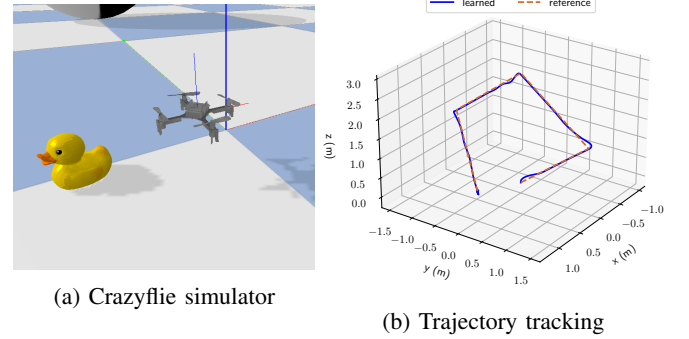 learned
reference
3.0
2.5
2.0
1.5
1.0
0.5
0.0
z (m)
−1.5
−1.0
−0.5
0.0
0.5
1.0
1.5
y (m)
−1.0
−0.5
0.0
0.5
1.0
x (m)
(a) Crazyflie simulator
(b) Trajectory tracking